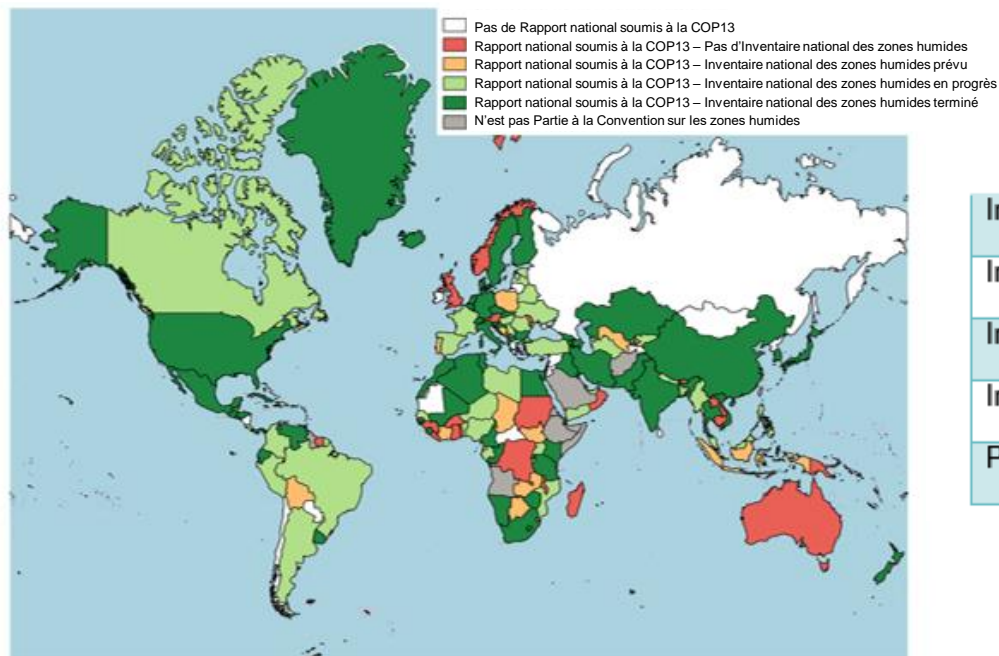 Pas de Rapport national soumis à la COP13
Rapport national soumis à la COP13 – Pas d'Inventaire national des zones humides
Rapport national soumis à la COP13 – Inventaire national des zones humides prévu
Rapport national soumis à la COP13 – Inventaire national des zones humides en progrès
Rapport national soumis à la COP13 – Inventaire national des zones humides terminé
N'est pas Partie à la Convention sur les zones humides